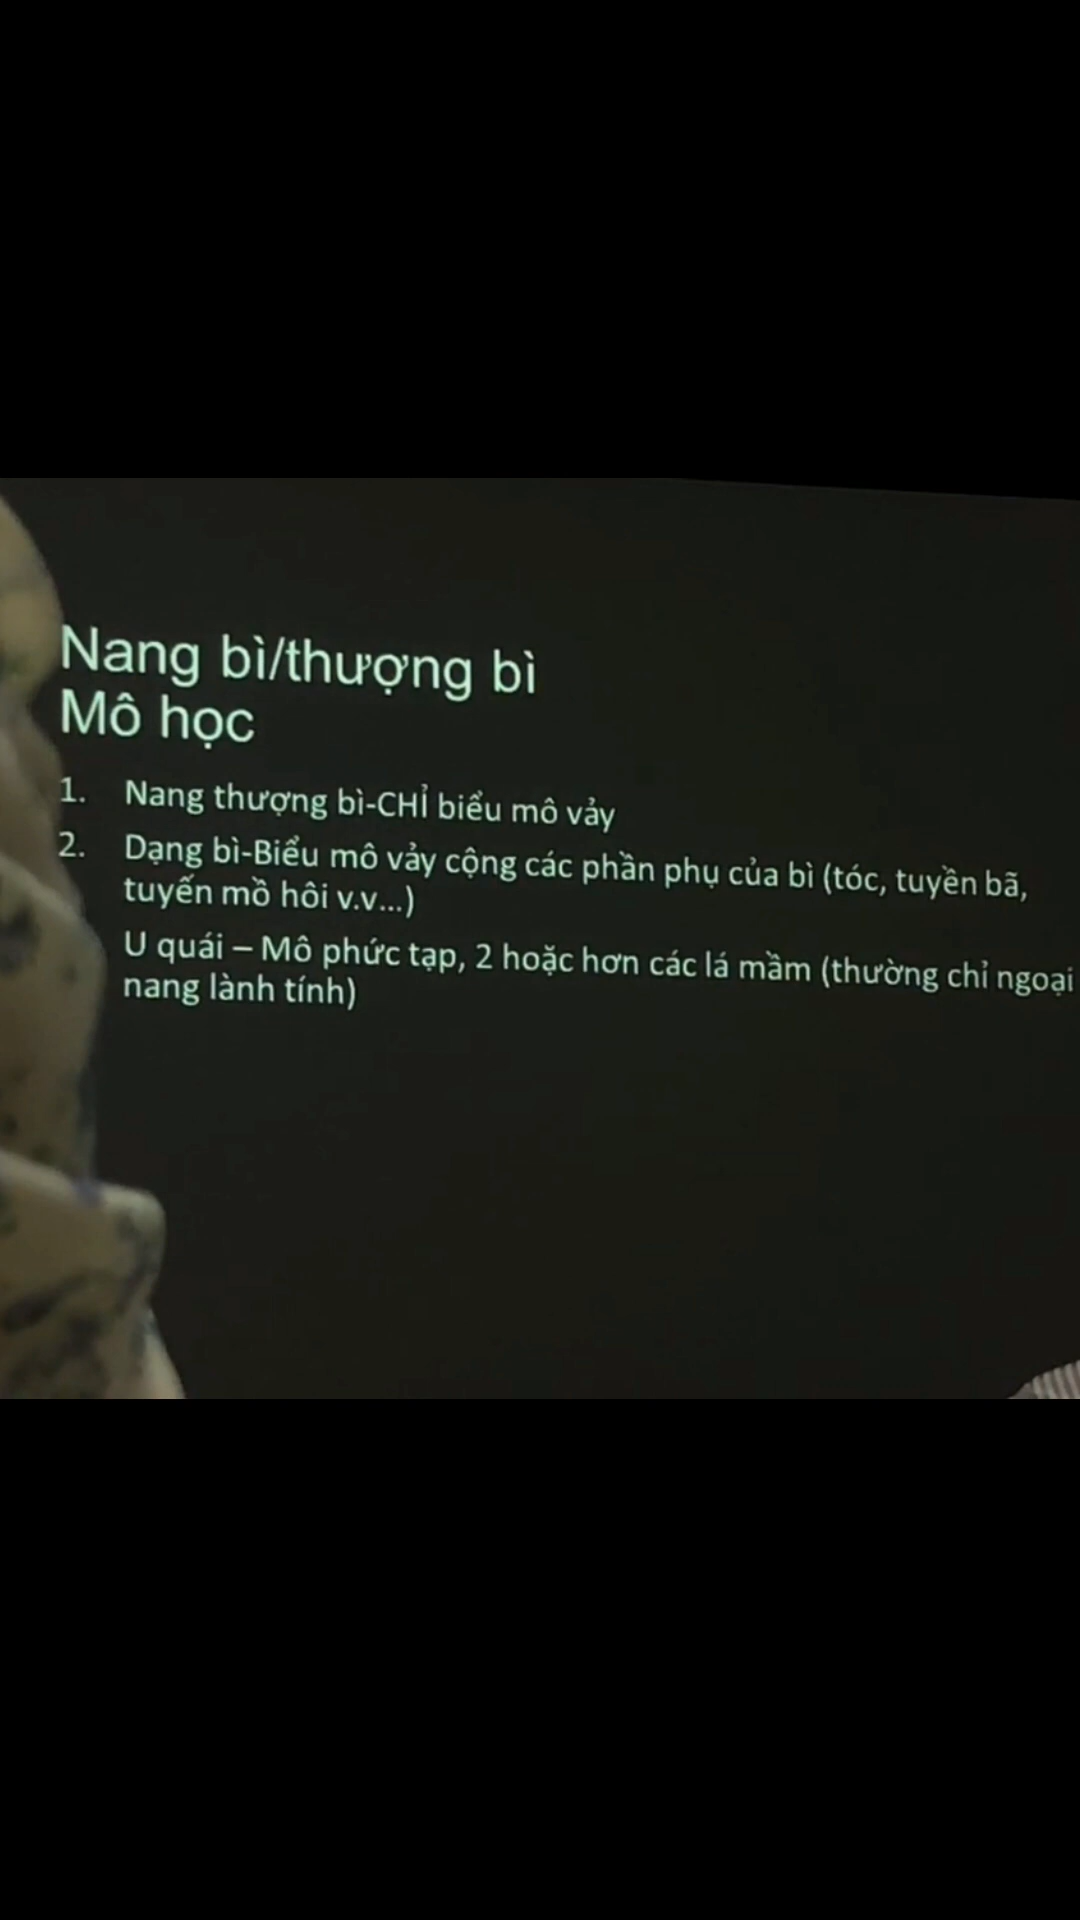 Nang bì/thượng bì
Mô học
1. Nang thượng bì-CHỈ biểu mô vảy
2. Dạng bì-Biểu mô vảy cộng các phần phụ của bì (tóc, tuyền bã,
tuyến mồ hôi v.v...)
U quái – Mô phức tạp, 2 hoặc hơn các lá mầm (thường chỉ ngoại
nang lành tính)